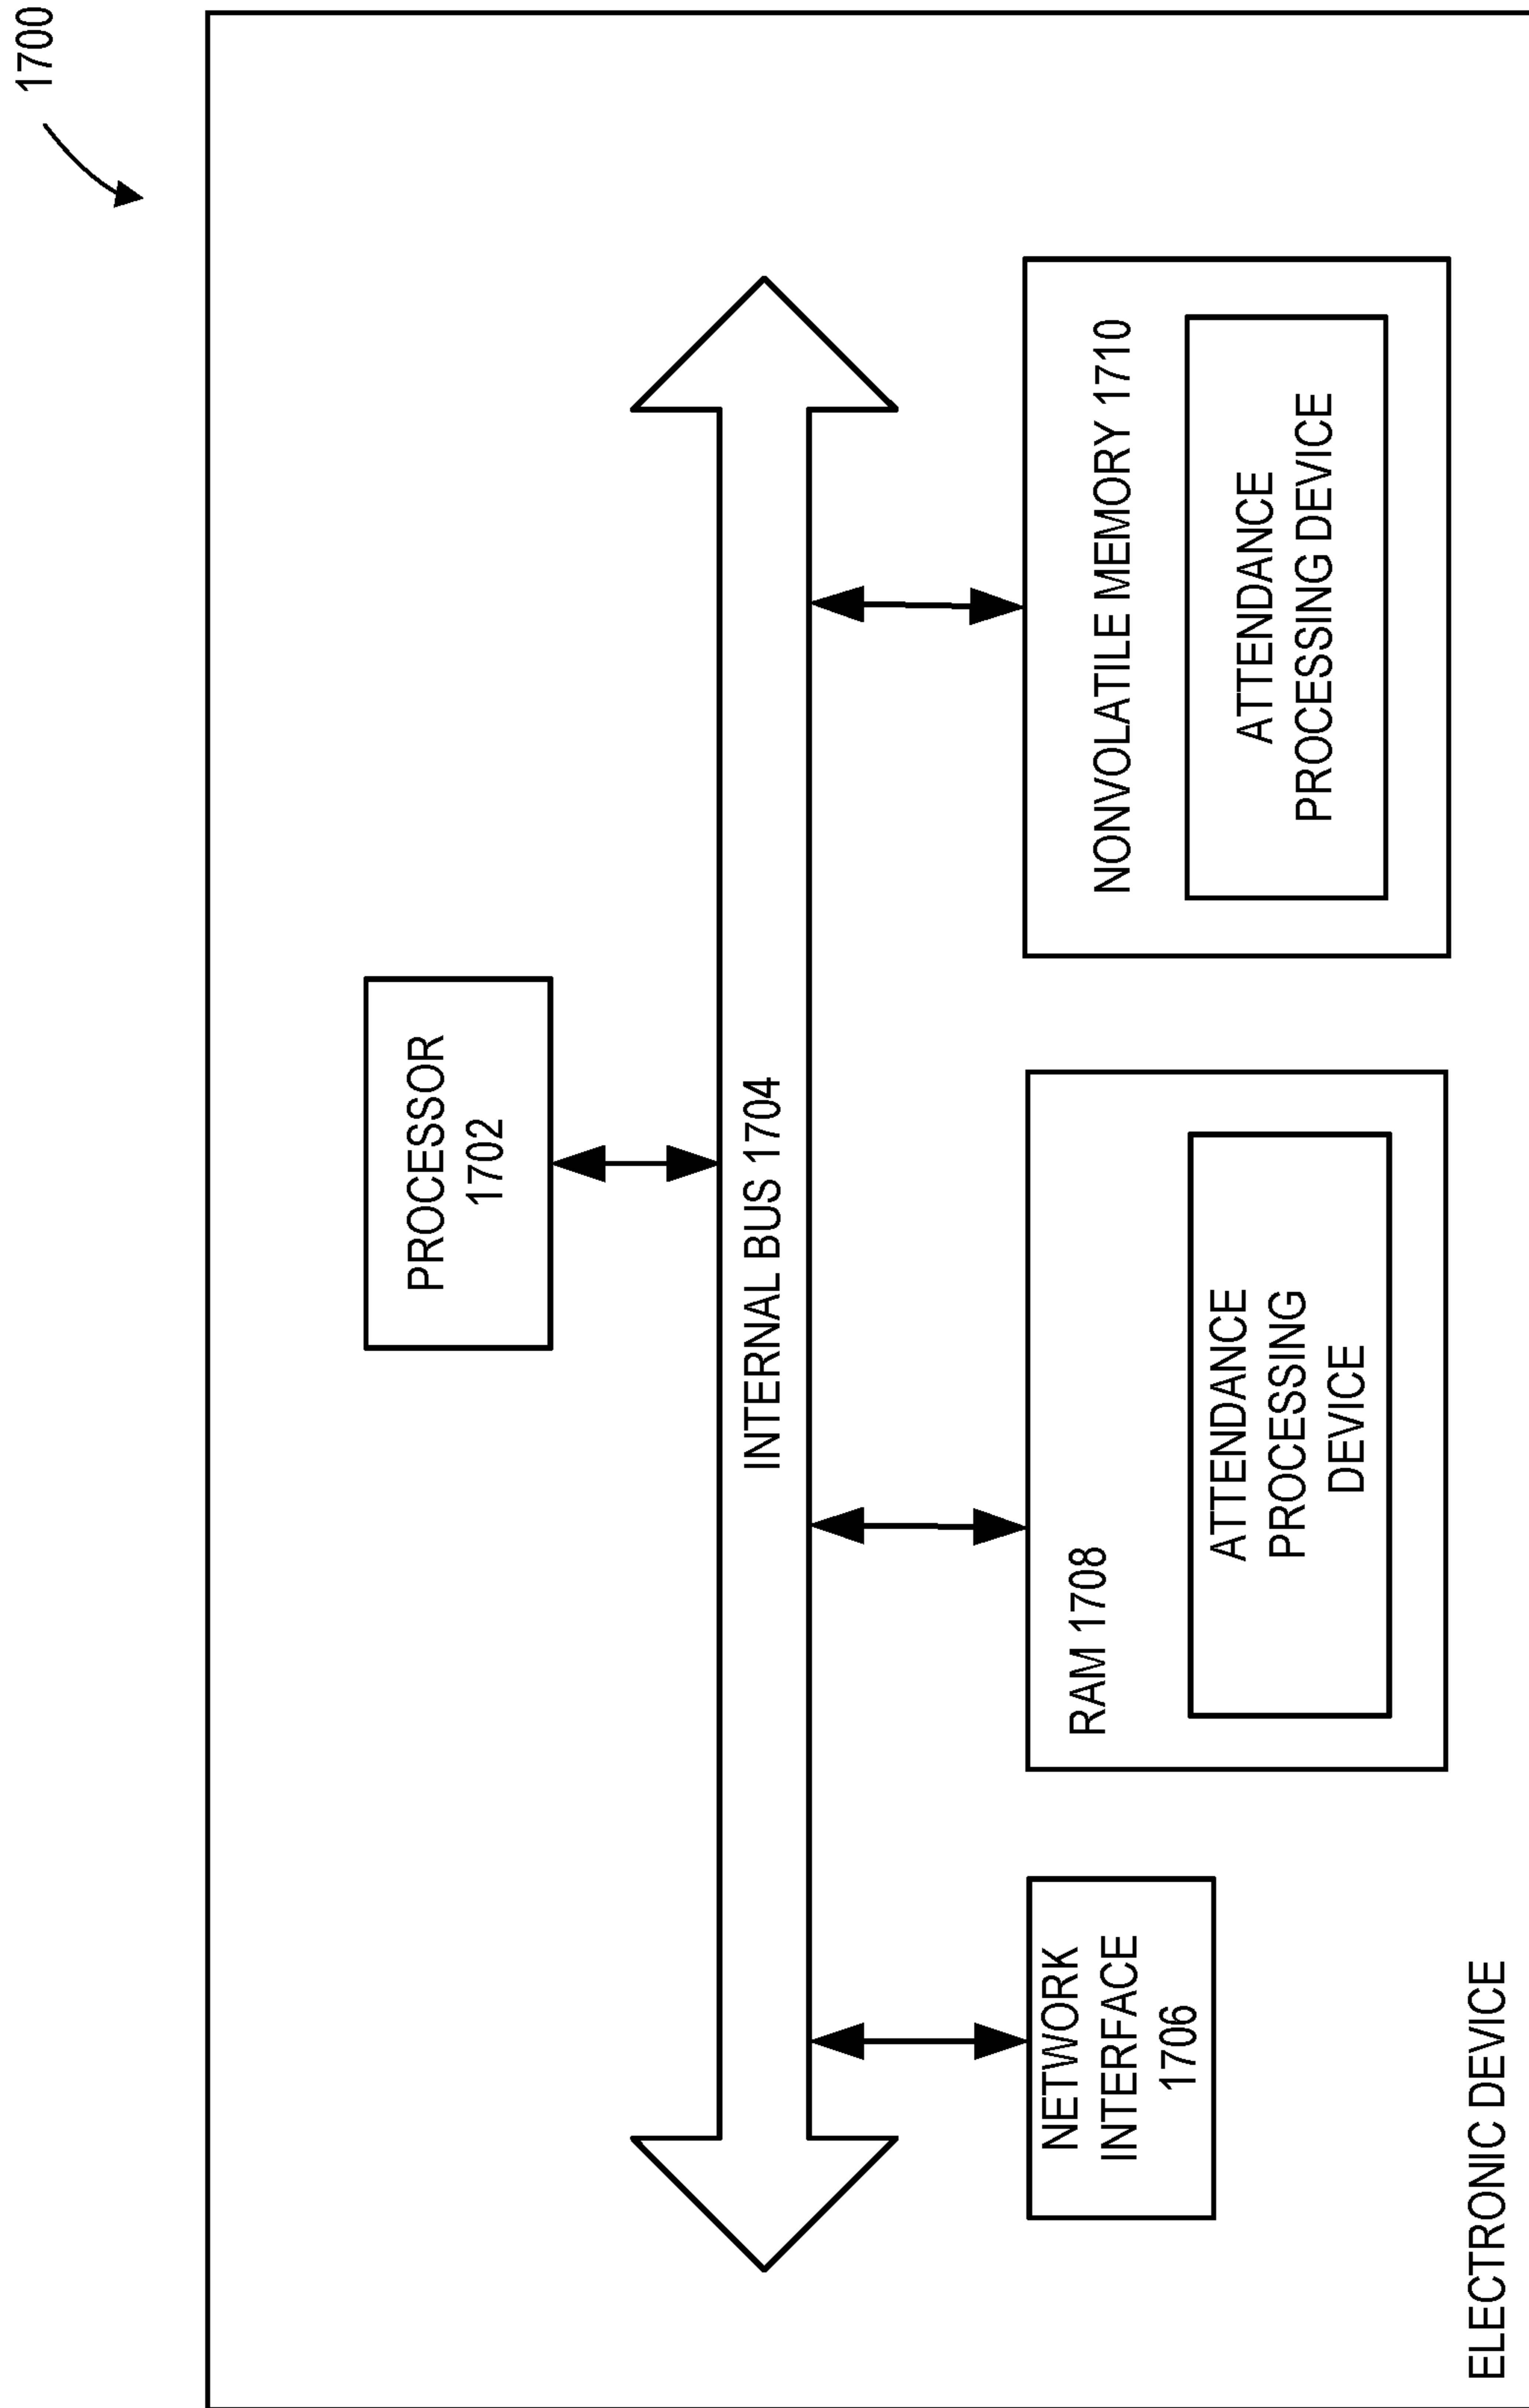 1700
PROCESSOR
1702
INTERNAL BUS 1704
NETWORK
INTERFACE
1706
RAM 1708
ATTENDANCE
PROCESSING
DEVICE
NONVOLATILE MEMORY 1710
ATTENDANCE
PROCESSING DEVICE
ELECTRONIC DEVICE